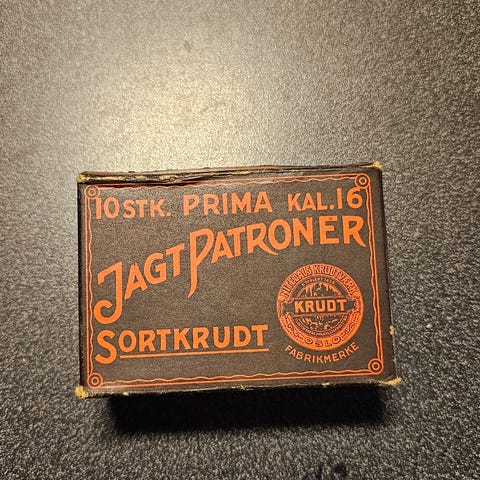 10 STK. PRIMA KAL. 16
JAGTPATRONER
SORTKRUDT
KRUDT
OSLO
FABRIKMERKE